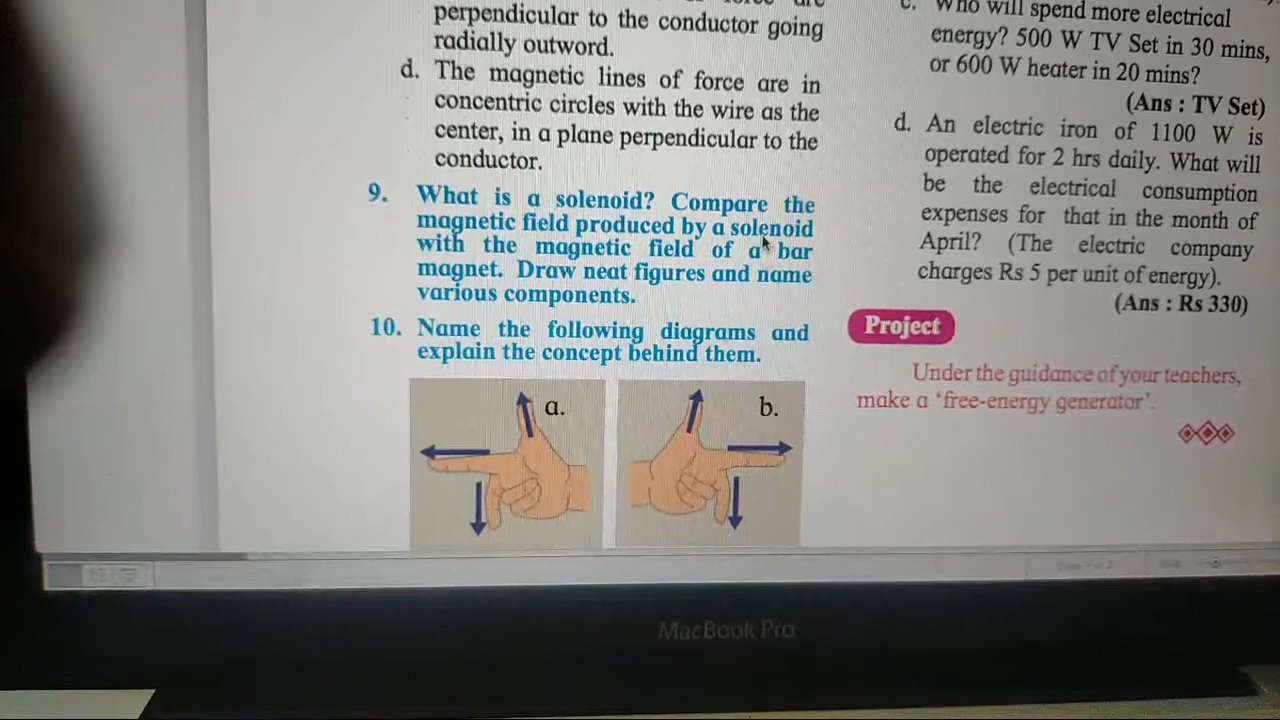 perpendicular to the conductor going
radially outword.
d. The magnetic lines of force are in
concentric circles with the wire as the
center, in a plane perpendicular to the
conductor.
9. What is a solenoid? Compare the
magnetic field produced by a solenoid
with the magnetic field of a bar
magnet. Draw neat figures and name
various components.
10. Name the following diagrams and
explain the concept behind them.
a.
b.
Who will spend more electrical
energy? 500 W TV Set in 30 mins,
or 600 W heater in 20 mins?
(Ans : TV Set)
d. An electric iron of 1100 W is
operated for 2 hrs daily. What will
be the electrical consumption
expenses for that in the month of
April? (The electric company
charges Rs 5 per unit of energy).
(Ans : Rs 330)
Project
Under the guidance of your teachers,
make a 'free-energy generator'.
MacBook Pro